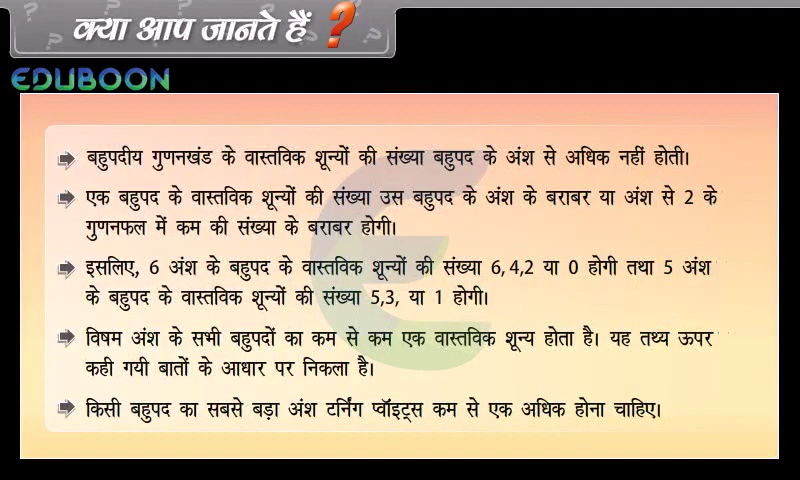 क्या आप जानते हैं ?
EDUBOON
बहुपदीय गुणनखंड के वास्तविक शून्यों की संख्या बहुपद के अंश से अधिक नहीं होती।
एक बहुपद के वास्तविक शून्यों की संख्या उस बहुपद के अंश के बराबर या अंश से 2 के
गुणनफल में कम की संख्या के बराबर होगी।
इसलिए, 6 अंश के बहुपद के वास्तविक शून्यों की संख्या 6,4,2 या 0 होगी तथा 5 अंश
के बहुपद के वास्तविक शून्यों की संख्या 5,3, या 1 होगी।
विषम अंश के सभी बहुपदों का कम से कम एक वास्तविक शून्य होता है। यह तथ्य ऊपर
कही गयी बातों के आधार पर निकला है।
किसी बहुपद का सबसे बड़ा अंश टर्निंग प्वॉइट्स कम से एक अधिक होना चाहिए।